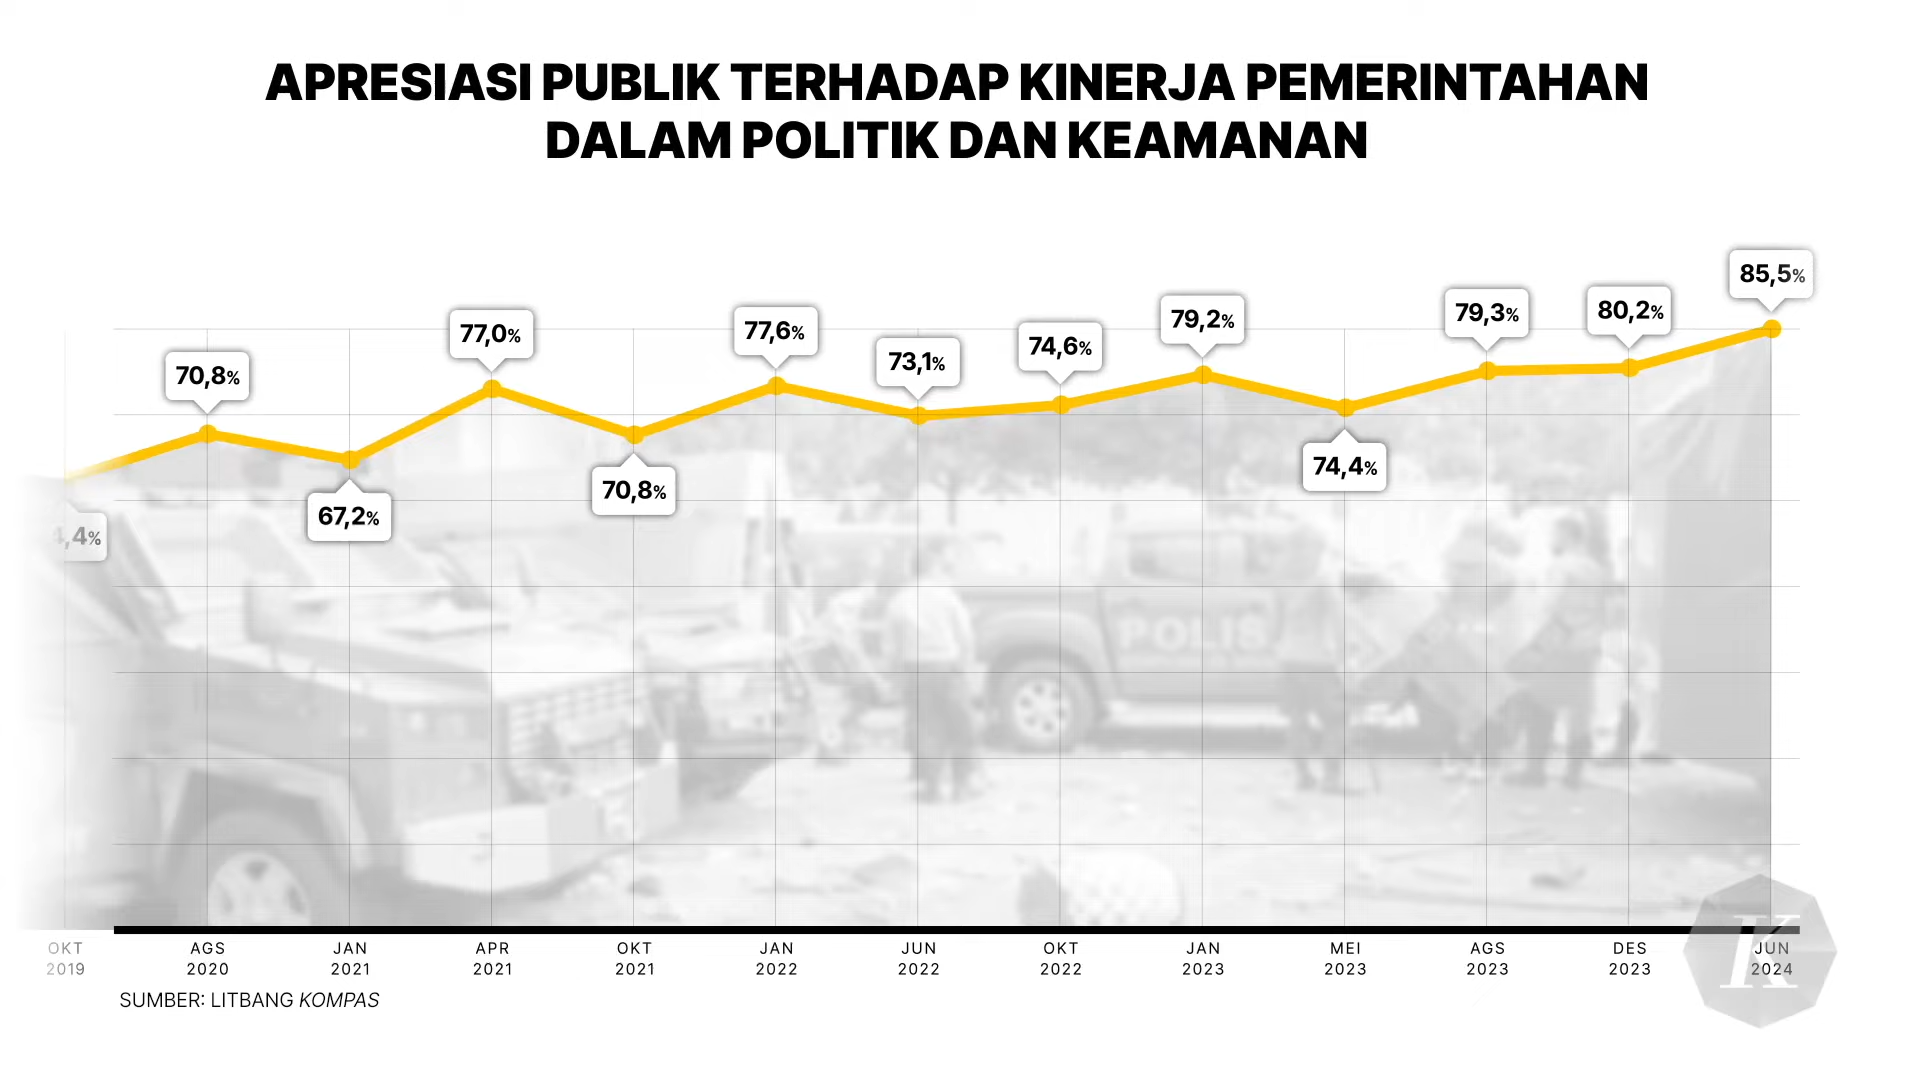 APRESIASI PUBLIK TERHADAP KINERJA PEMERINTAHAN
DALAM POLITIK DAN KEAMANAN
85,5%
80,2%
79,3%
79,2%
77,6%
77,0%
74,6%
73,1%
70,8%
74,4%
70,8%
67,2%
,4%
POLIS
OKT
2019
AGS
2020
JAN
2021
APR
2021
OKT
2021
JAN
2022
JUN
2022
OKT
2022
JAN
2023
MEI
2023
AGS
2023
DES
2023
JUN
2024
K
SUMBER: LITBANG KOMPAS